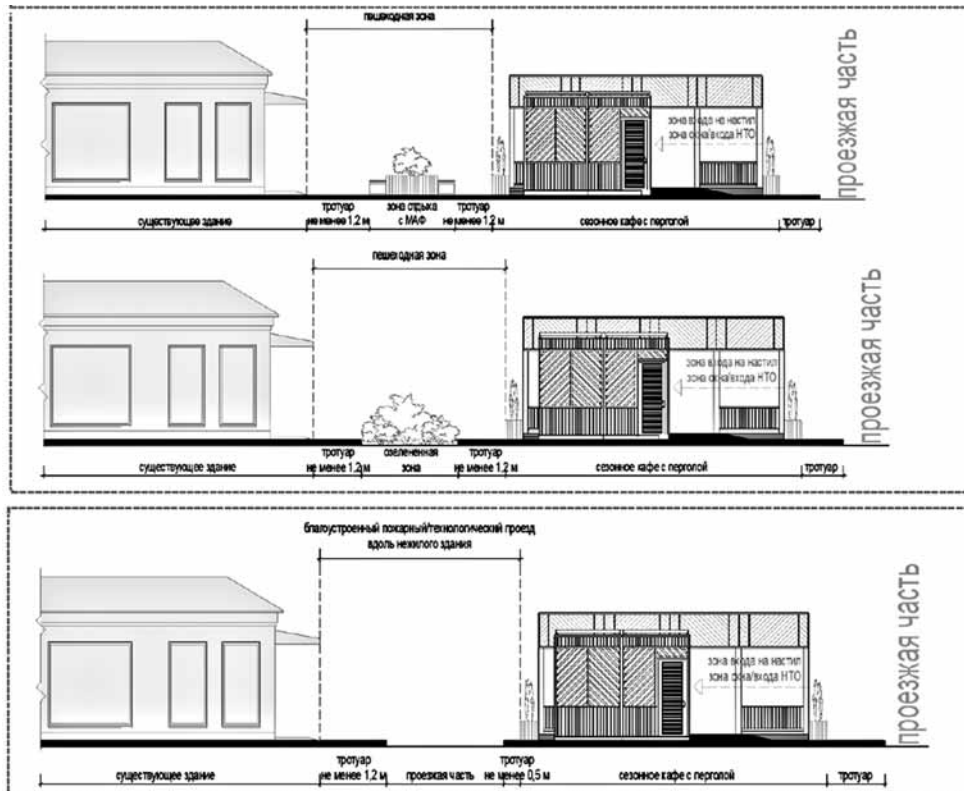 пешеходная зона
проезжая часть
зона входа на настил
зона окна/входа НТО
существующее здание
тротуар
не менее 1,2 м
зона отдыха
с МАФ
тротуар
не менее 1,2 м
сезонное кафе с перголой
тротуар
пешеходная зона
проезжая часть
зона входа на настил
зона окна/входа НТО
существующее здание
тротуар
не менее 1,2 м
озелененная
зона
тротуар
не менее 1,2 м
сезонное кафе с перголой
тротуар
благоустроенный пожарный/технологический проезд
вдоль нежилого здания
проезжая часть
зона входа на настил
зона окна/входа НТО
существующее здание
тротуар
не менее 1,2 м
проезжая часть
тротуар
не менее 0,5 м
сезонное кафе с перголой
тротуар